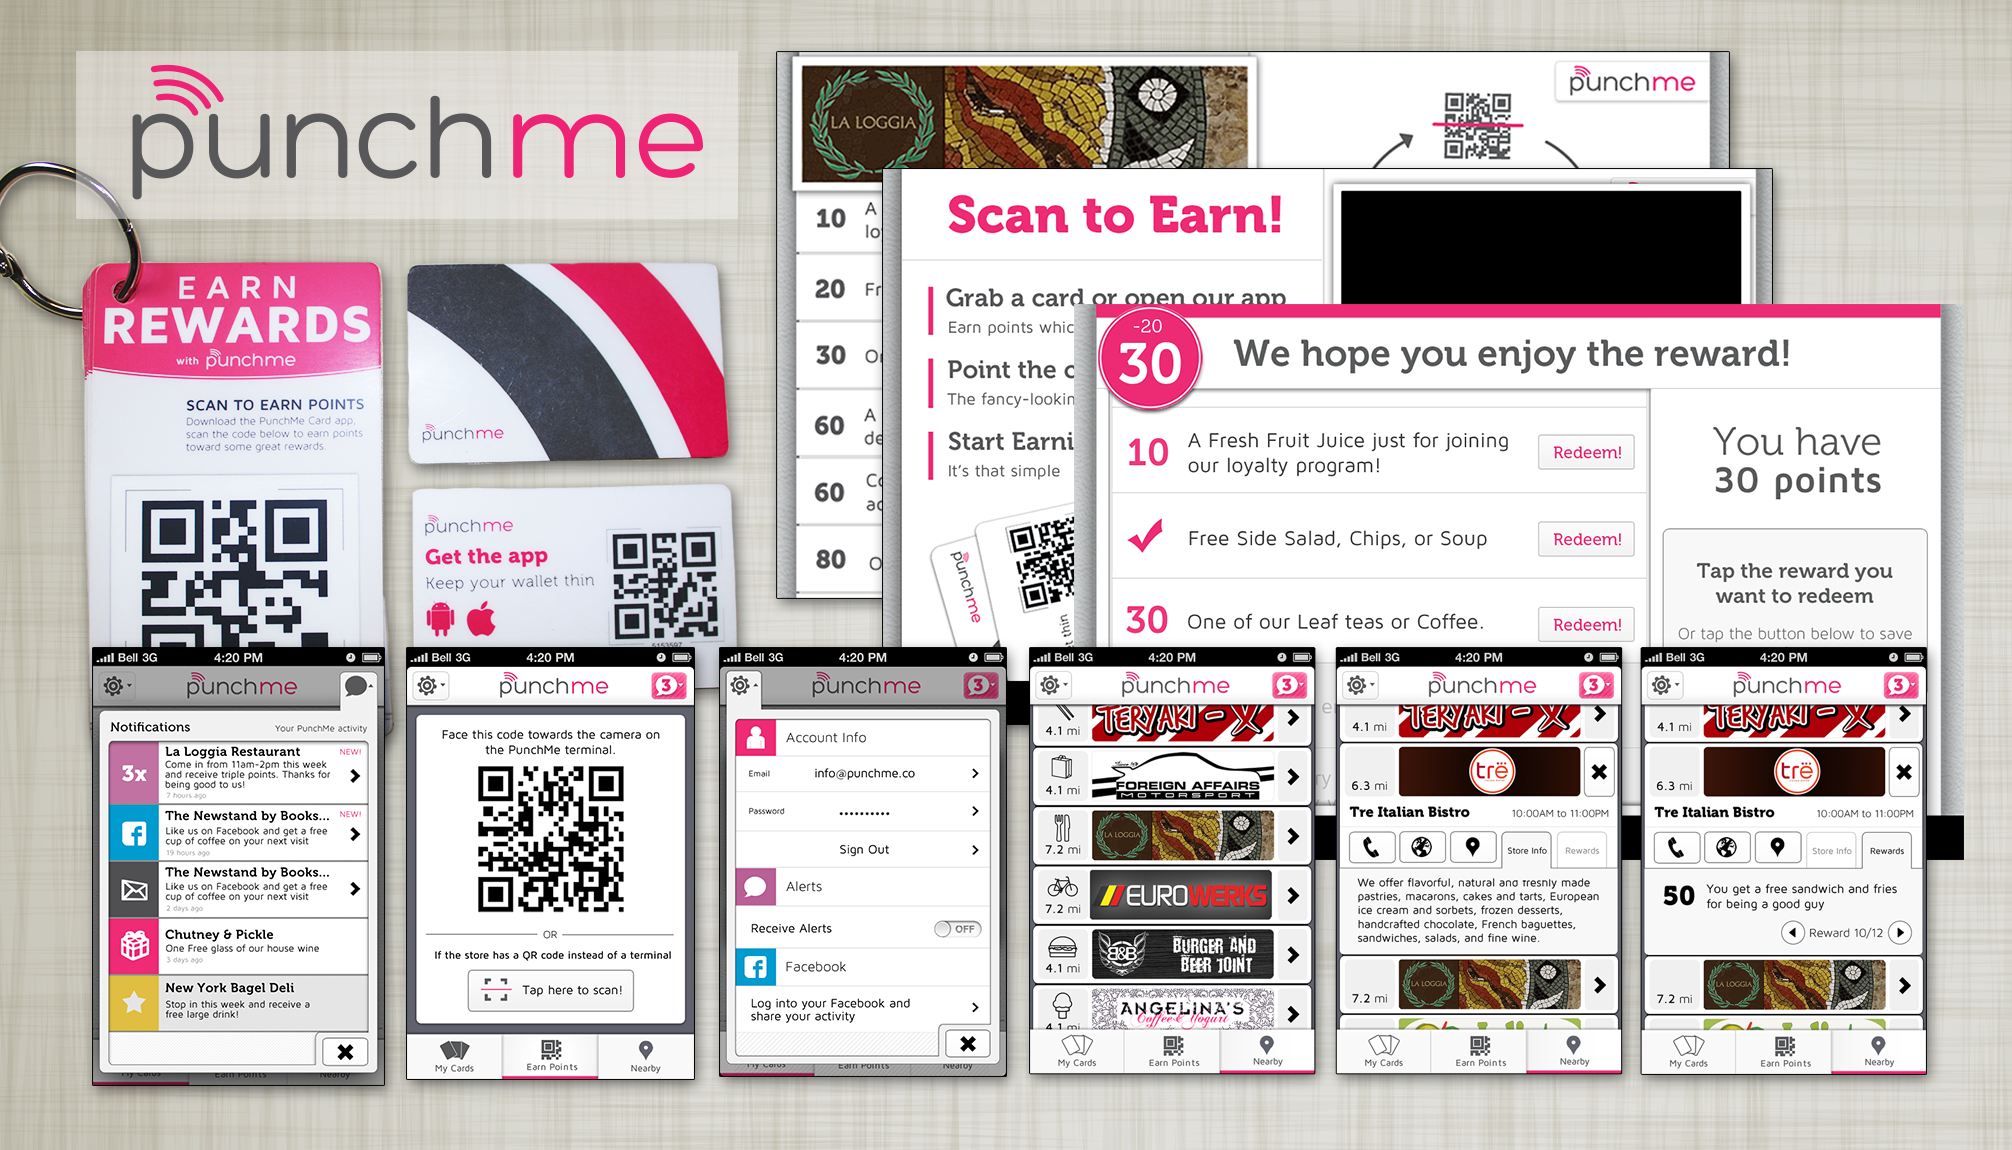 punchme
EARN
REWARDS
with punchme
SCAN TO EARN POINTS
Download the PunchMe Card app,
scan the code below to earn points
toward some great rewards.
punchme
punchme
Get the app
Keep your wallet thin
5153597
LA LOGGIA
punchme
10 A
lo
20 Fr
30 O
60 A
de
60 Co
ac
80 O
Scan to Earn!
Grab a card or open our app
Earn points whic
Point the c
The fancy-lookin
Start Earni
It's that simple
punchme
t thin
-20
30
We hope you enjoy the reward!
10 A Fresh Fruit Juice just for joining
our loyalty program!
Redeem!
Free Side Salad, Chips, or Soup
Redeem!
30 One of our Leaf teas or Coffee.
Redeem!
You have
30 points
Tap the reward you
want to redeem
Or tap the button below to save
Bell 3G 4:20 PM
punchme
Notifications Your PunchMe activity
3x
La Loggia Restaurant NEW!
Come in from 11am-2pm this week
and receive triple points. Thanks for
being good to us!
7 hours ago
The Newstand by Books... NEW!
Like us on Facebook and get a free
cup of coffee on your next visit
19 hours ago
The Newstand by Books...
Like us on Facebook and get a free
cup of coffee on your next visit
2 days ago
Chutney & Pickle
One Free glass of our house wine
3 days ago
New York Bagel Deli
Stop in this week and receive a
free large drink!
My Cards Earn Points Nearby
Bell 3G 4:20 PM
punchme 3
Face this code towards the camera on
the PunchMe terminal.
OR
If the store has a QR code instead of a terminal
Tap here to scan!
My Cards Earn Points Nearby
Bell 3G 4:20 PM
punchme 3
Account Info
Email info@punchme.co
Password ..........
Sign Out
Alerts
Receive Alerts OFF
Facebook
Log into your Facebook and
share your activity
My Cards Earn Points Nearby
Bell 3G 4:20 PM
punchme 3
4.1 mi TERYAKI-X
4.1 mi FOREIGN AFFAIRS
MOTORSPORT
7.2 mi LA LOGGIA
7.2 mi EUROWERKS
4.1 mi B&B BURGER AND
BEER JOINT
4.1 mi ANGELINA'S
Coffee & Yogurt
My Cards Earn Points Nearby
Bell 3G 4:20 PM
punchme 3
4.1 mi TERYAKI-X
6.3 mi trē
Tre Italian Bistro 10:00AM to 11:00PM
Store Info Rewards
We offer flavorful, natural and freshly made
pastries, macarons, cakes and tarts, European
ice cream and sorbets, frozen desserts,
handcrafted chocolate, French baguettes,
sandwiches, salads, and fine wine.
7.2 mi LA LOGGIA
My Cards Earn Points Nearby
Bell 3G 4:20 PM
punchme 3
4.1 mi TERYAKI-X
6.3 mi trē
Tre Italian Bistro 10:00AM to 11:00PM
Store Info Rewards
50 You get a free sandwich and fries
for being a good guy
Reward 10/12
7.2 mi LA LOGGIA
My Cards Earn Points Nearby